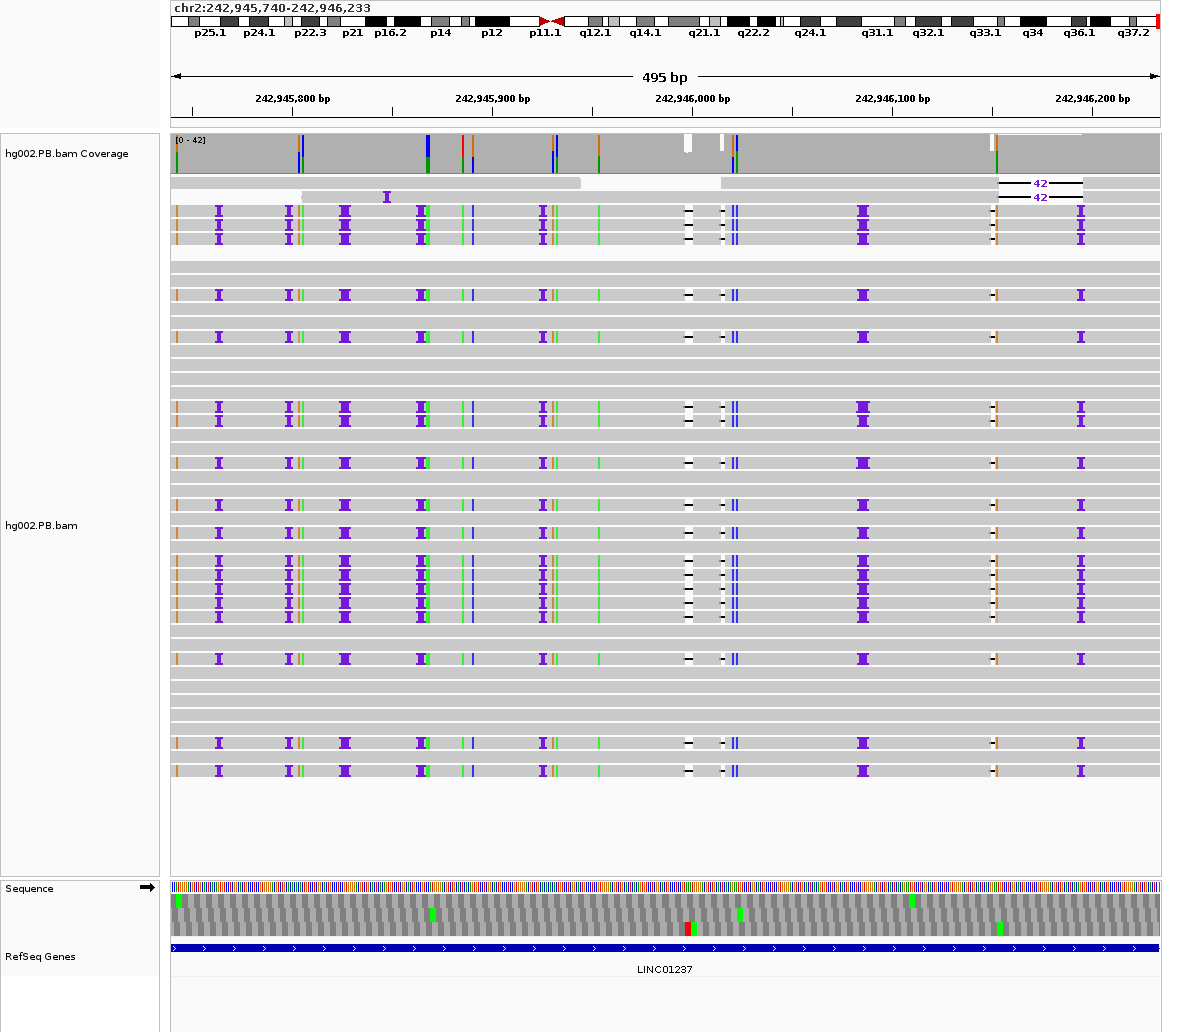 chr2:242,945,740-242,946,233
p25.1 p24.1 p22.3 p21 p16.2 p14 p12 p11.1 q12.1 q14.1 q21.1 q22.2 q24.1 q31.1 q32.1 q33.1 q34 q36.1 q37.2
495 bp
242,945,800 bp 242,945,900 bp 242,946,000 bp 242,946,100 bp 242,946,200 bp
hg002.PB.bam Coverage
[0 - 42]
42
42
hg002.PB.bam
Sequence
RefSeq Genes
LINC01237